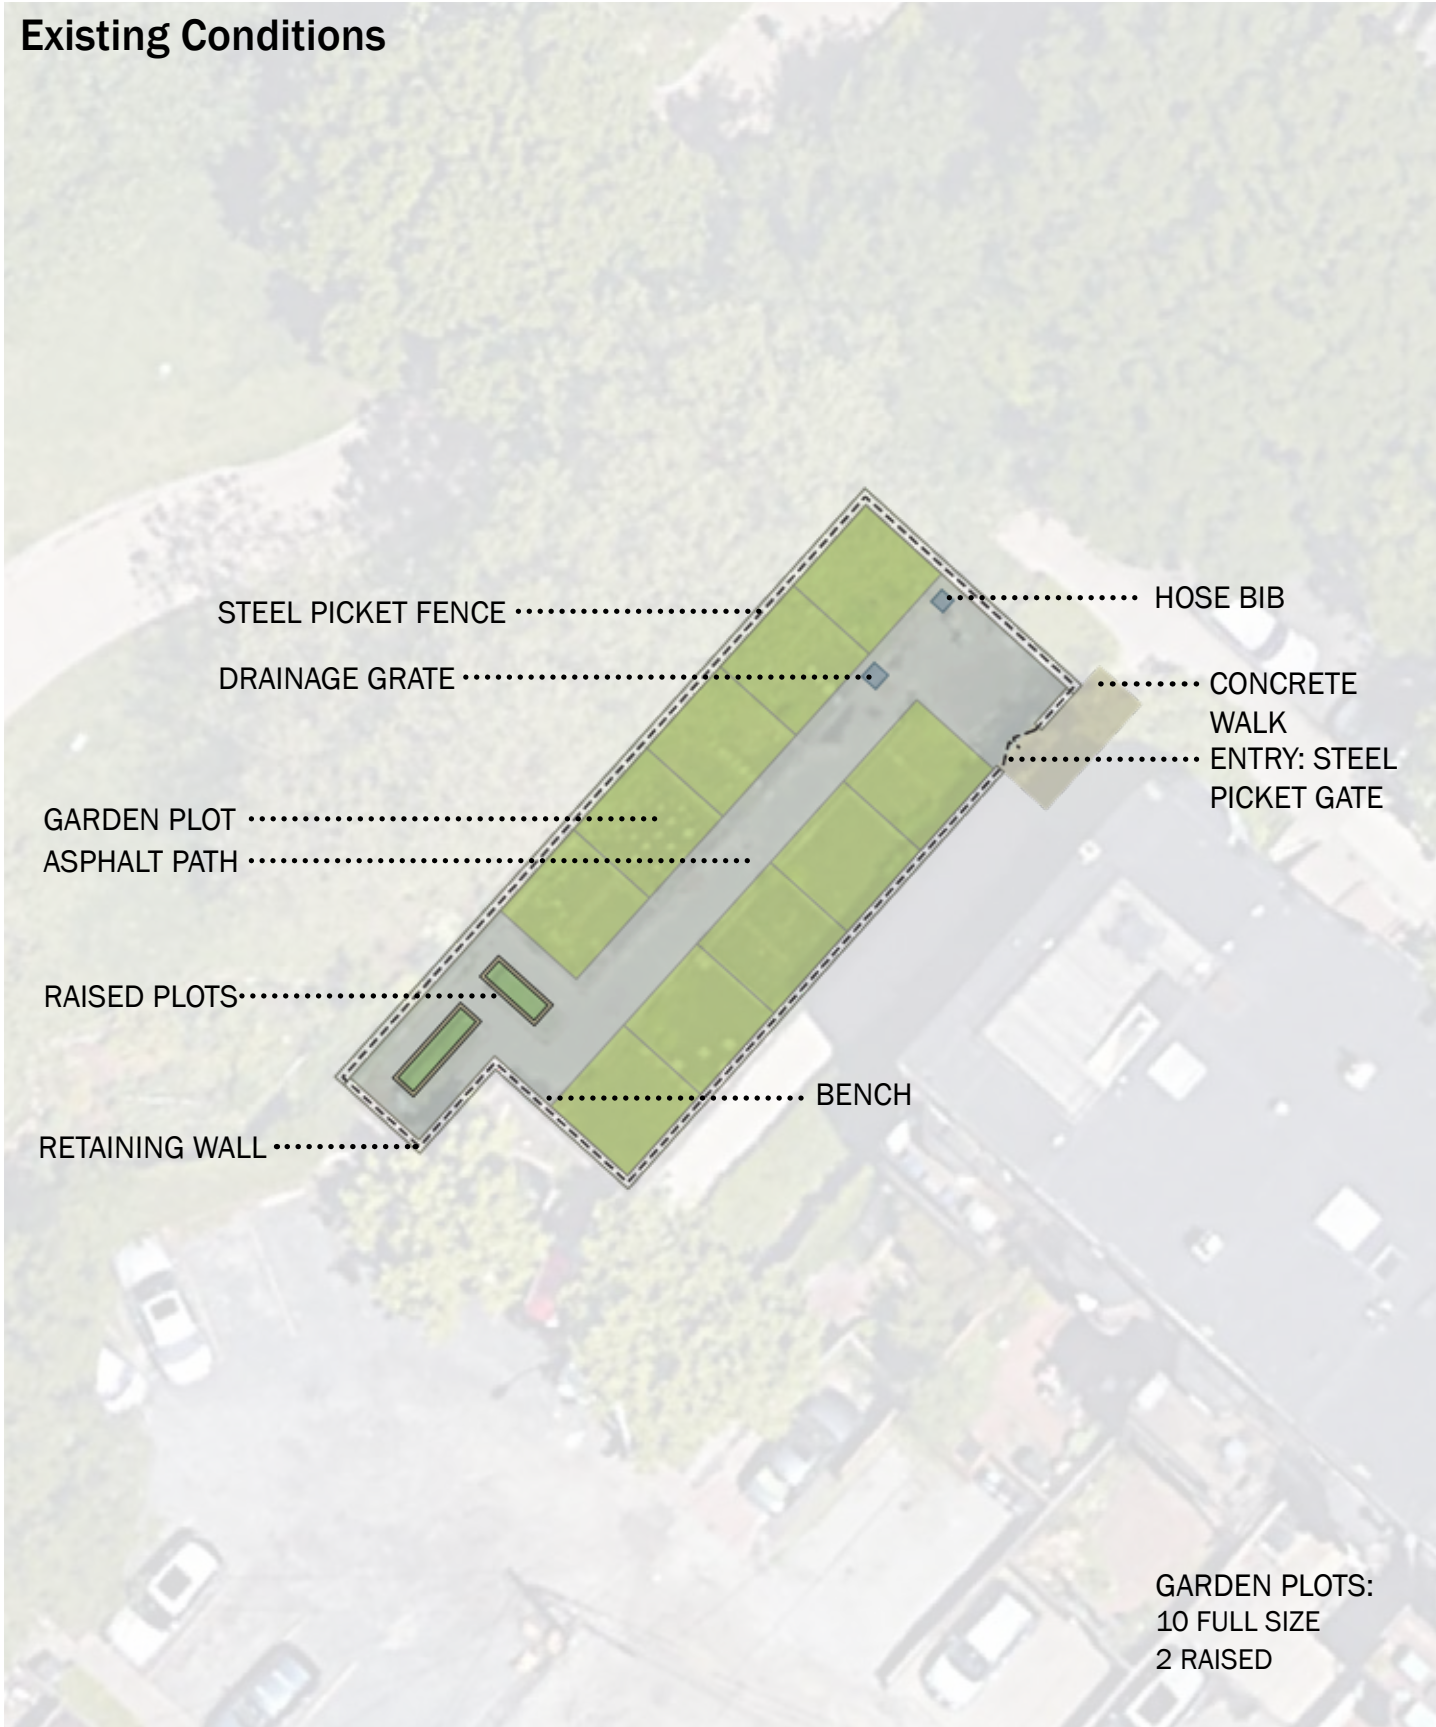 Existing Conditions
STEEL PICKET FENCE
HOSE BIB
DRAINAGE GRATE
CONCRETE
WALK
ENTRY: STEEL
PICKET GATE
GARDEN PLOT
ASPHALT PATH
RAISED PLOTS
BENCH
RETAINING WALL
GARDEN PLOTS:
10 FULL SIZE
2 RAISED